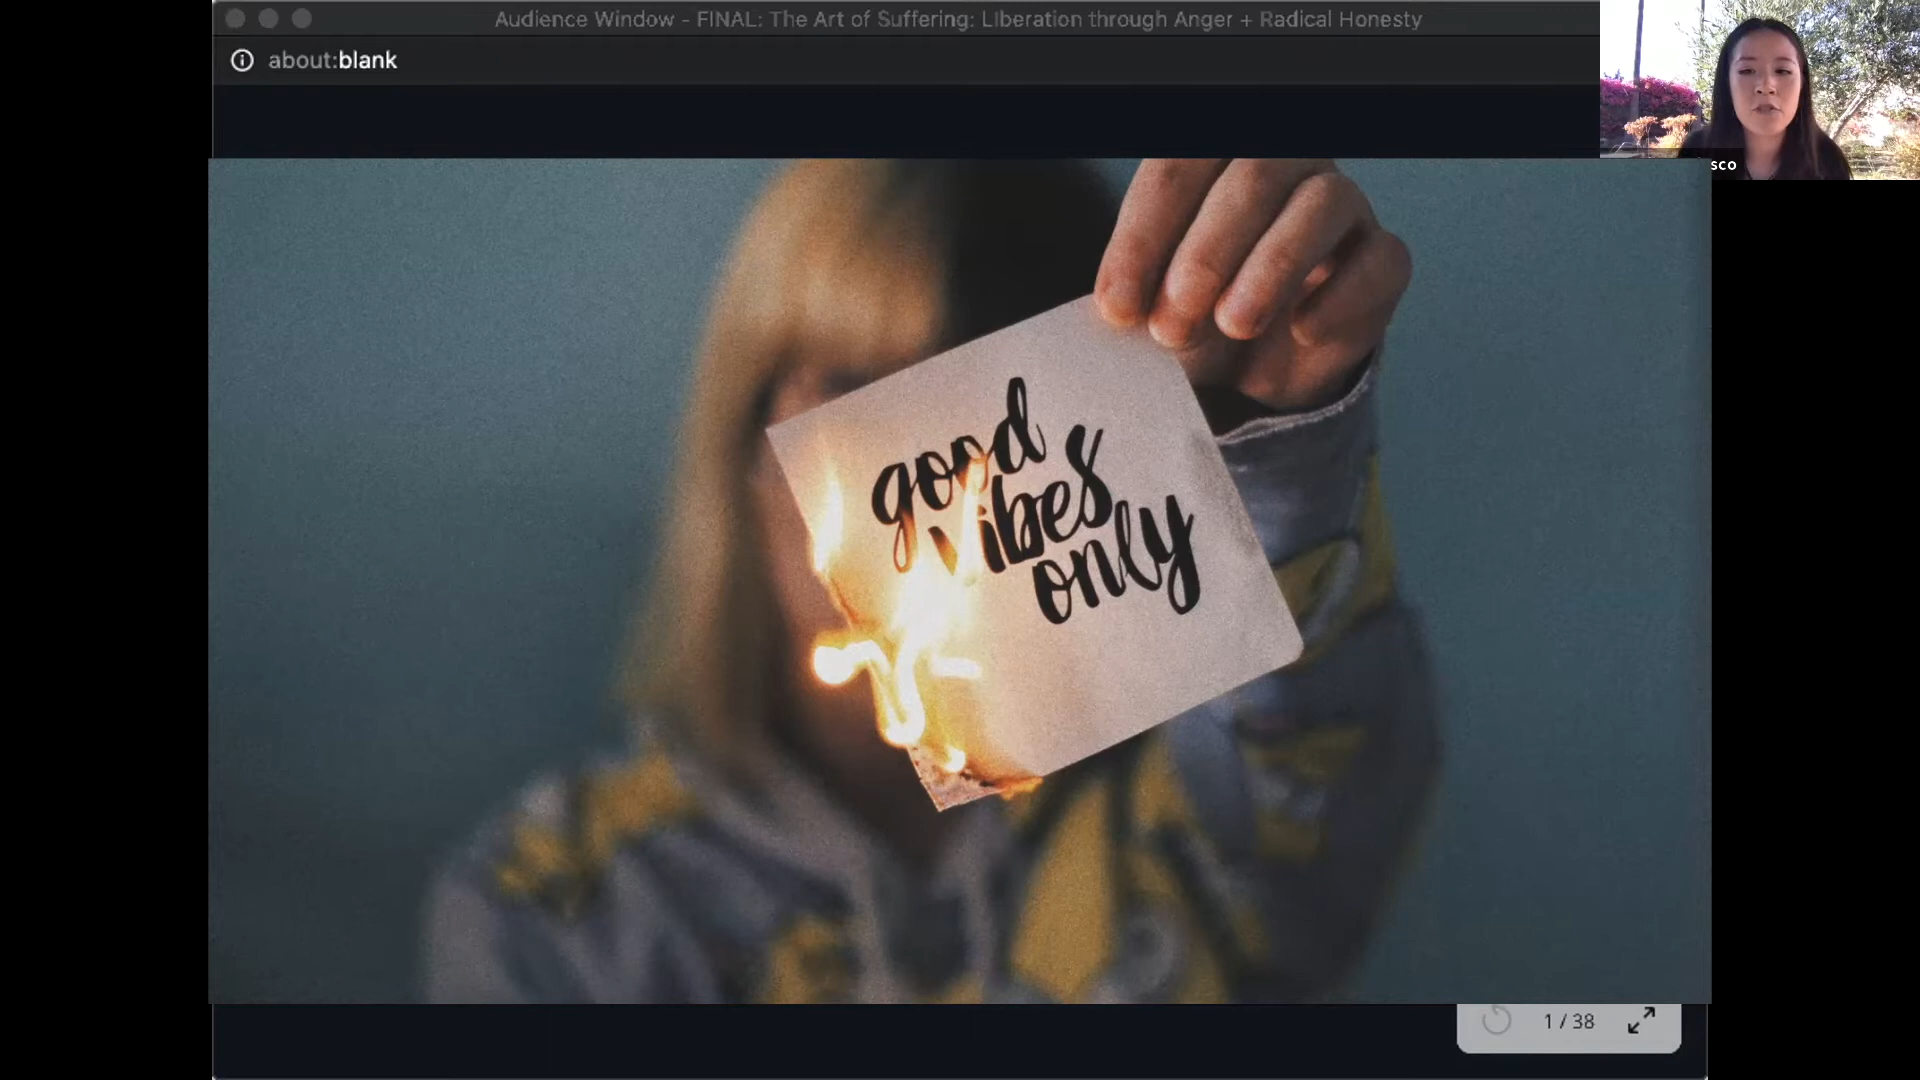 Audience Window - FINAL: The Art of Suffering: LIberation through Anger + Radical Honesty
about:blank
sco
good
vibes
only
1 / 38